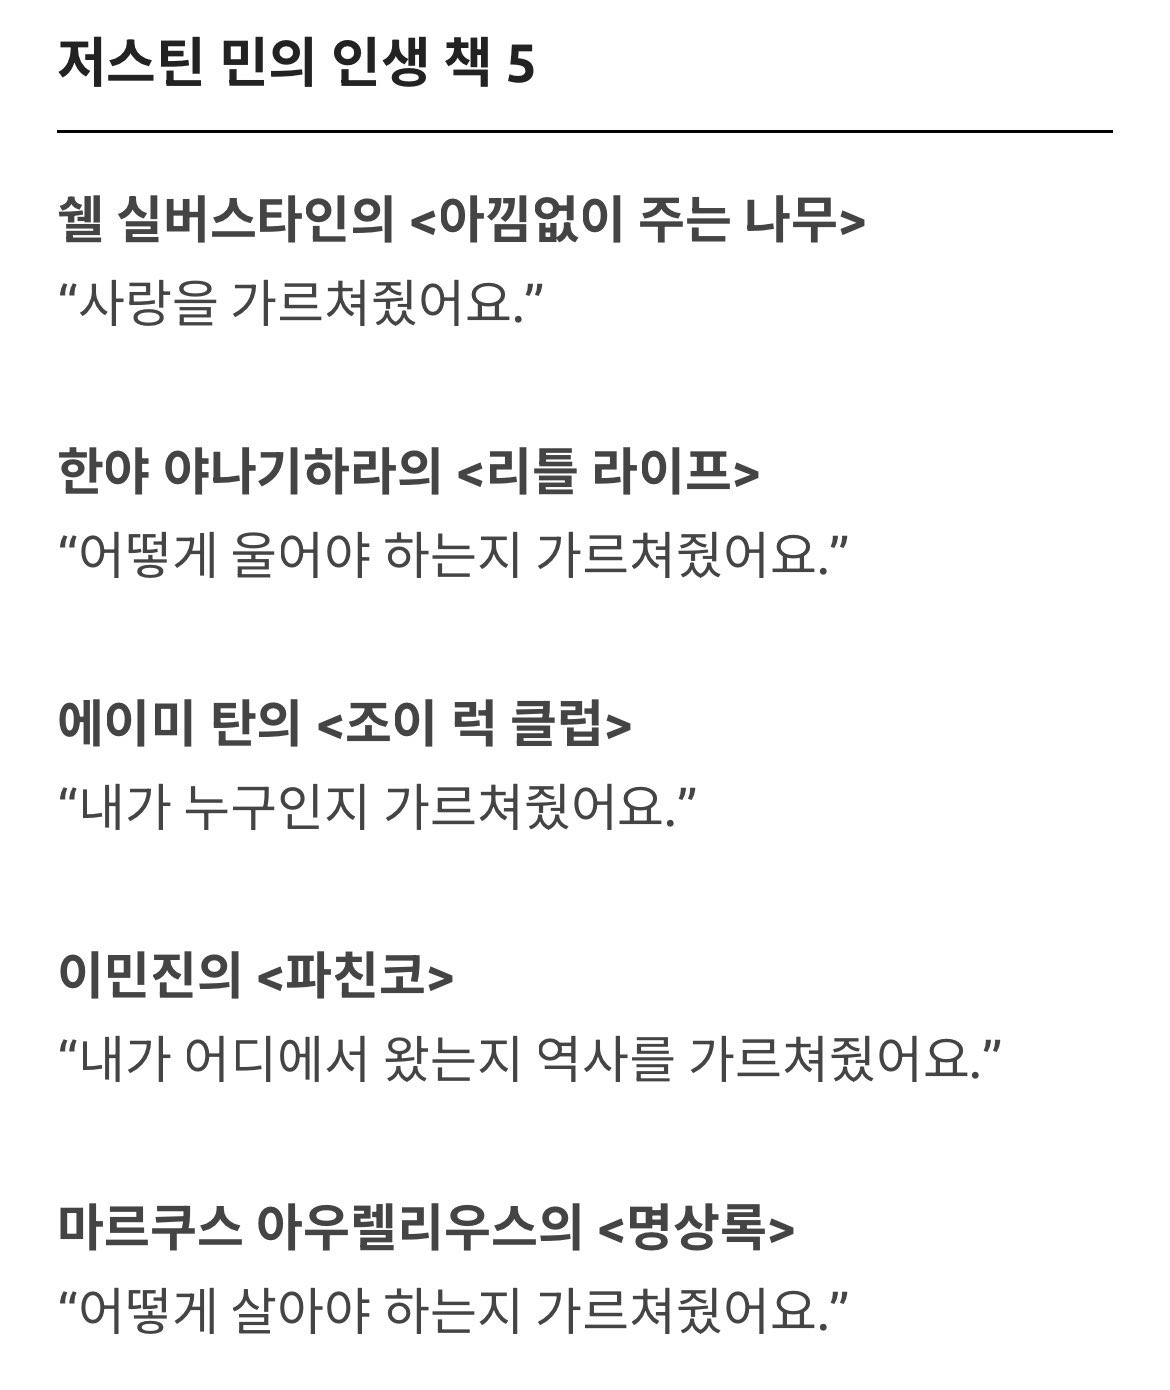 저스틴 민의 인생 책 5
쉘 실버스타인의 <아낌없이 주는 나무>
“사랑을 가르쳐줬어요.”
한야 야나기하라의 <리틀 라이프>
“어떻게 울어야 하는지 가르쳐줬어요.”
에이미 탄의 <조이 럭 클럽>
“내가 누구인지 가르쳐줬어요.”
이민진의 <파친코>
“내가 어디에서 왔는지 역사를 가르쳐줬어요.”
마르쿠스 아우렐리우스의 <명상록>
“어떻게 살아야 하는지 가르쳐줬어요.”